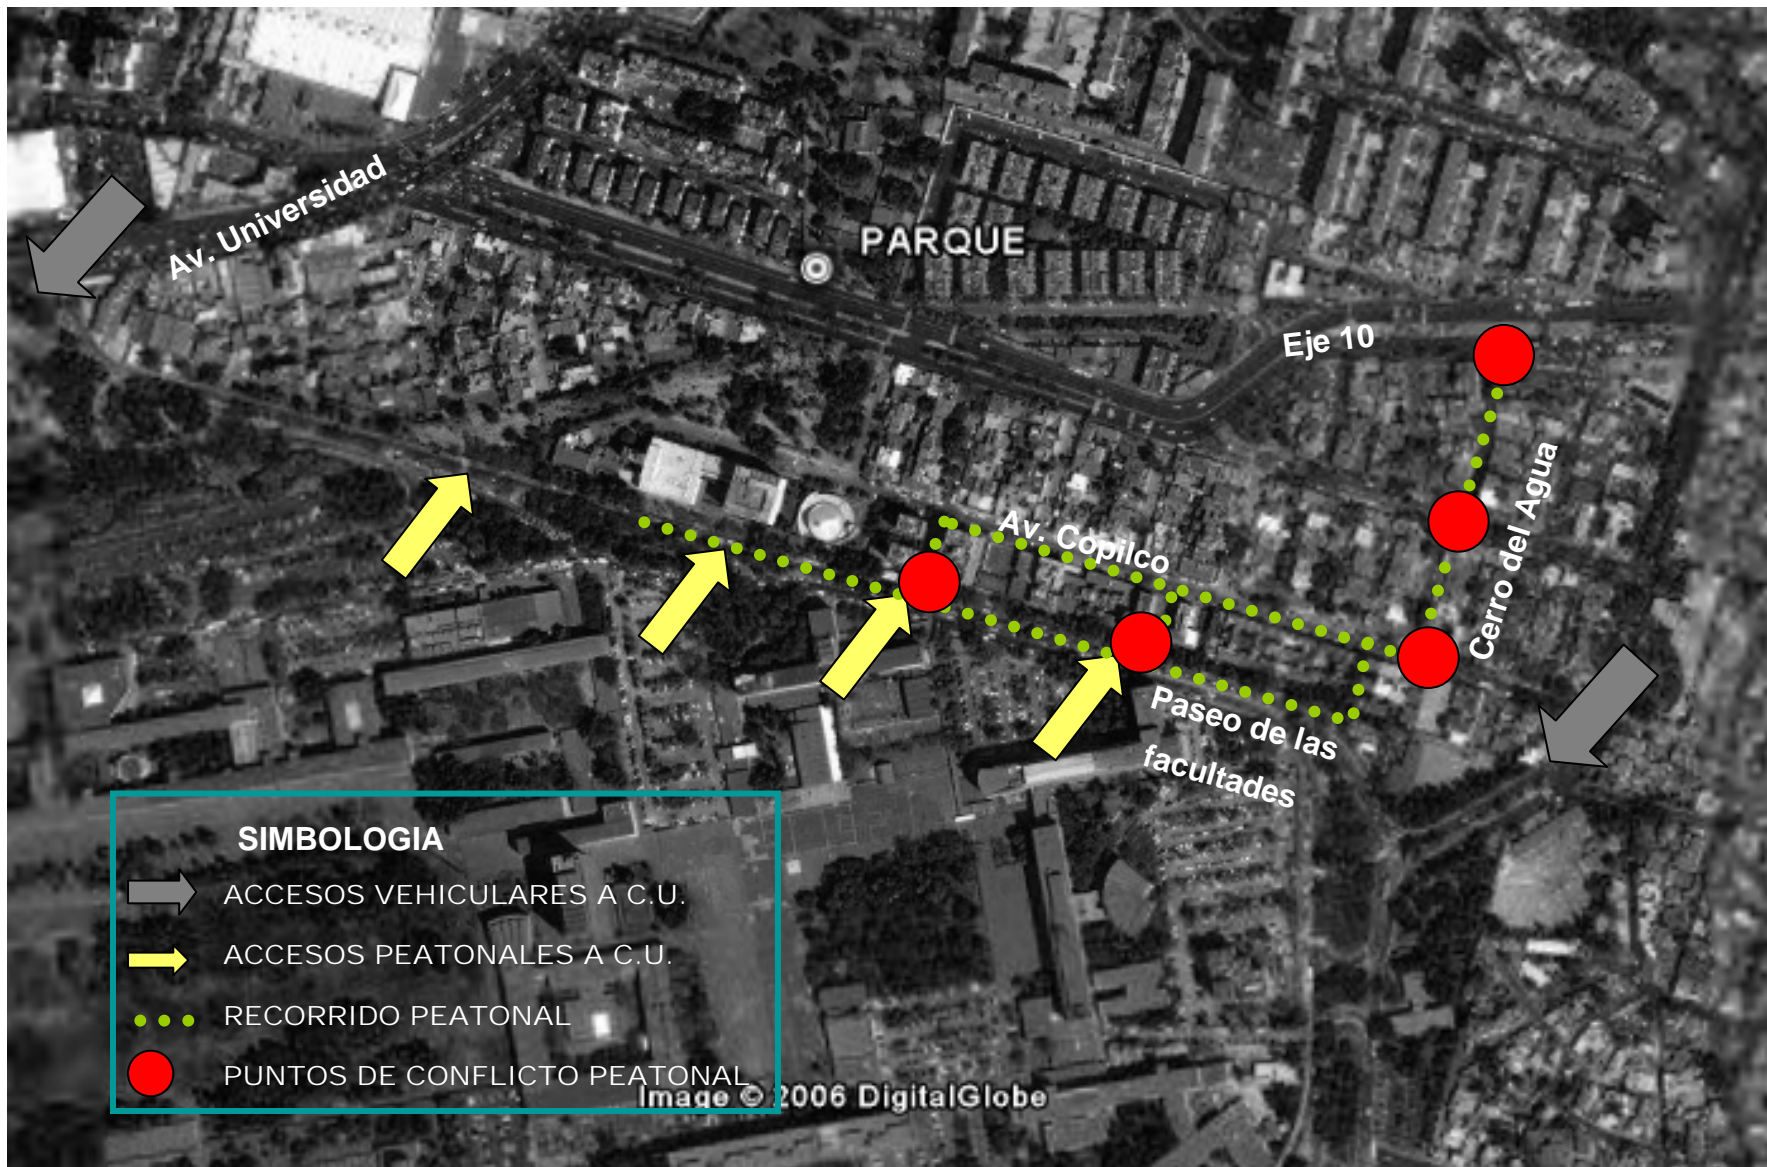 Av. Universidad
PARQUE
Eje 10
Av. Copilco
Cerro del Agua
Paseo de las
facultades
SIMBOLOGIA
ACCESOS VEHICULARES A C.U.
ACCESOS PEATONALES A C.U.
RECORRIDO PEATONAL
PUNTOS DE CONFLICTO PEATONAL
Image © 2006 DigitalGlobe